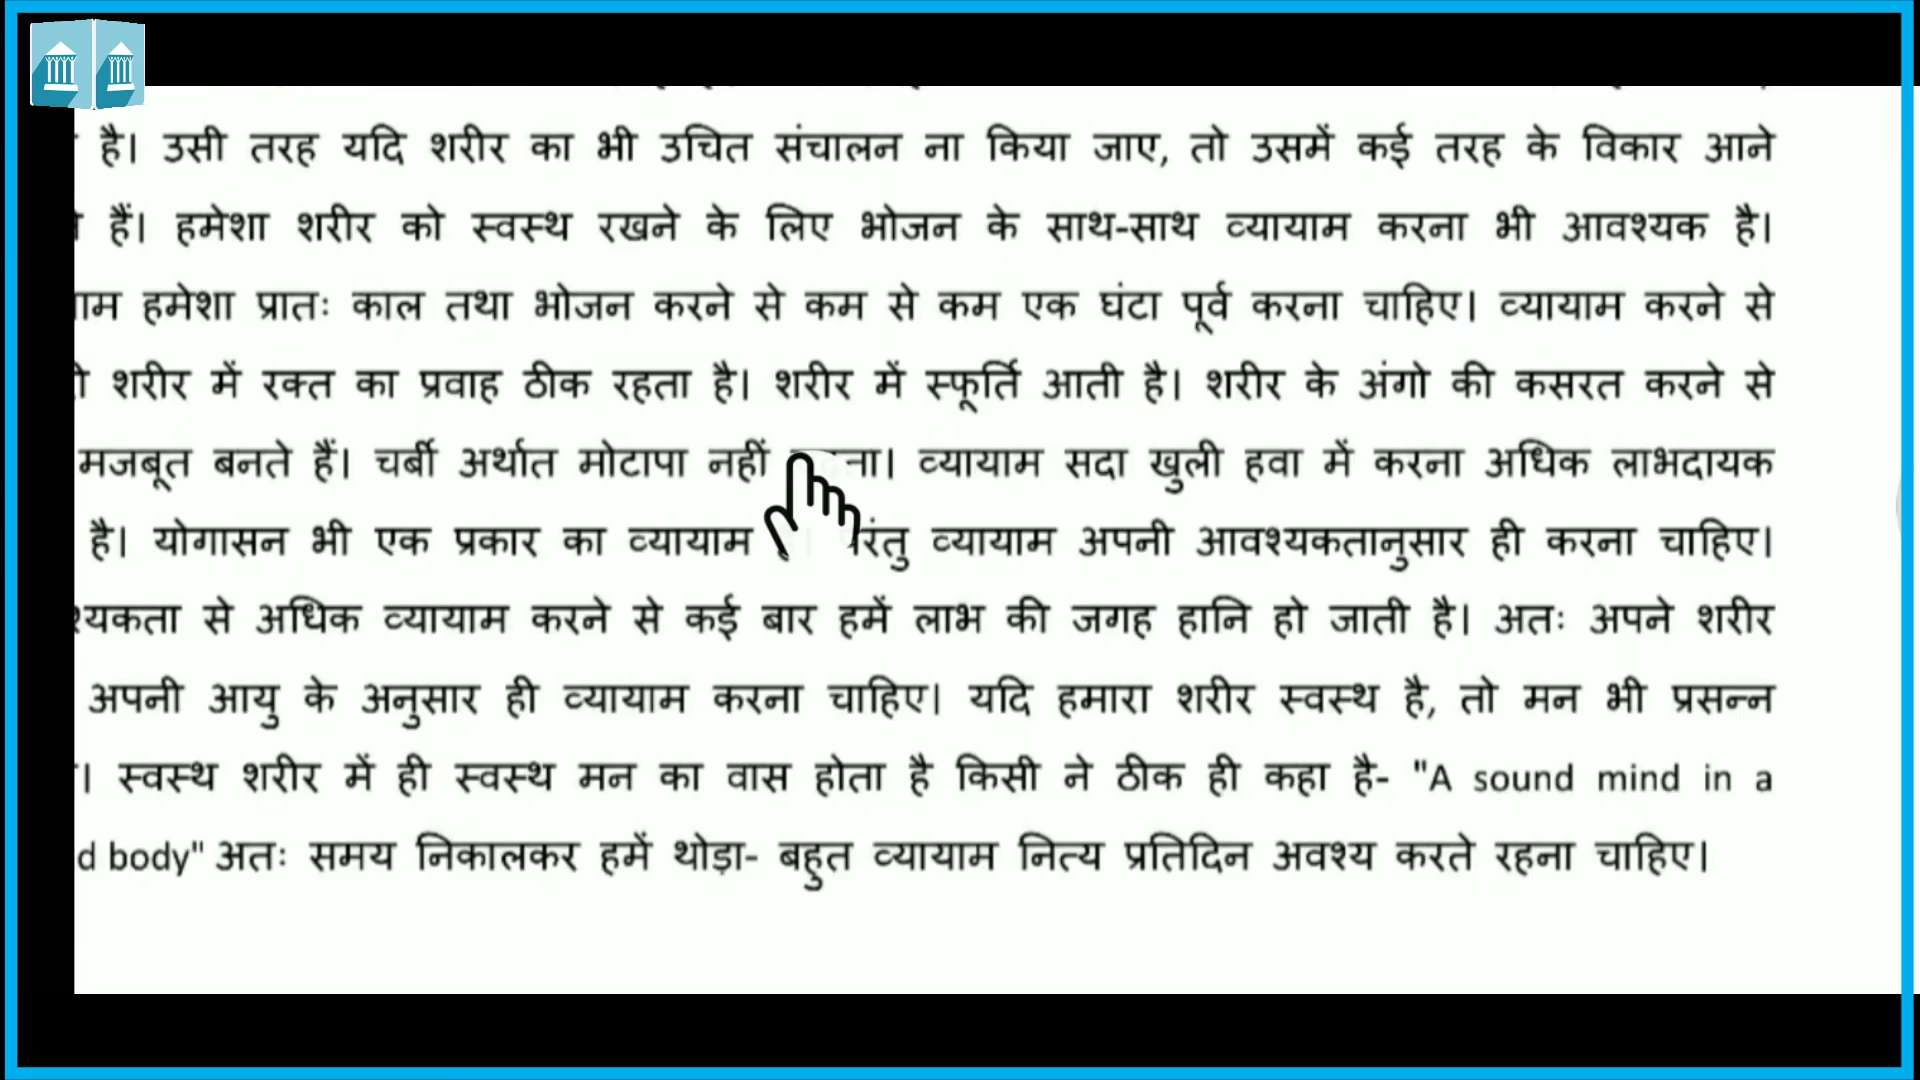 है। उसी तरह यदि शरीर का भी उचित संचालन ना किया जाए, तो उसमें कई तरह के विकार आने
हैं। हमेशा शरीर को स्वस्थ रखने के लिए भोजन के साथ-साथ व्यायाम करना भी आवश्यक है।
हमेशा प्रातः काल तथा भोजन करने से कम से कम एक घंटा पूर्व करना चाहिए। व्यायाम करने से
शरीर में रक्त का प्रवाह ठीक रहता है। शरीर में स्फूर्ति आती है। शरीर के अंगो की कसरत करने से
मजबूत बनते हैं। चर्बी अर्थात मोटापा नहीं व्यायाम सदा खुली हवा में करना अधिक लाभदायक
है। योगासन भी एक प्रकार का व्यायाम व्यायाम अपनी आवश्यकतानुसार ही करना चाहिए।
से अधिक व्यायाम करने से कई बार हमें लाभ की जगह हानि हो जाती है। अतः अपने शरीर
अपनी आयु के अनुसार ही व्यायाम करना चाहिए। यदि हमारा शरीर स्वस्थ है, तो मन भी प्रसन्न
। स्वस्थ शरीर में ही स्वस्थ मन का वास होता है किसी ने ठीक ही कहा है- "A sound mind in a
d body" अतः समय निकालकर हमें थोड़ा- बहुत व्यायाम नित्य प्रतिदिन अवश्य करते रहना चाहिए।